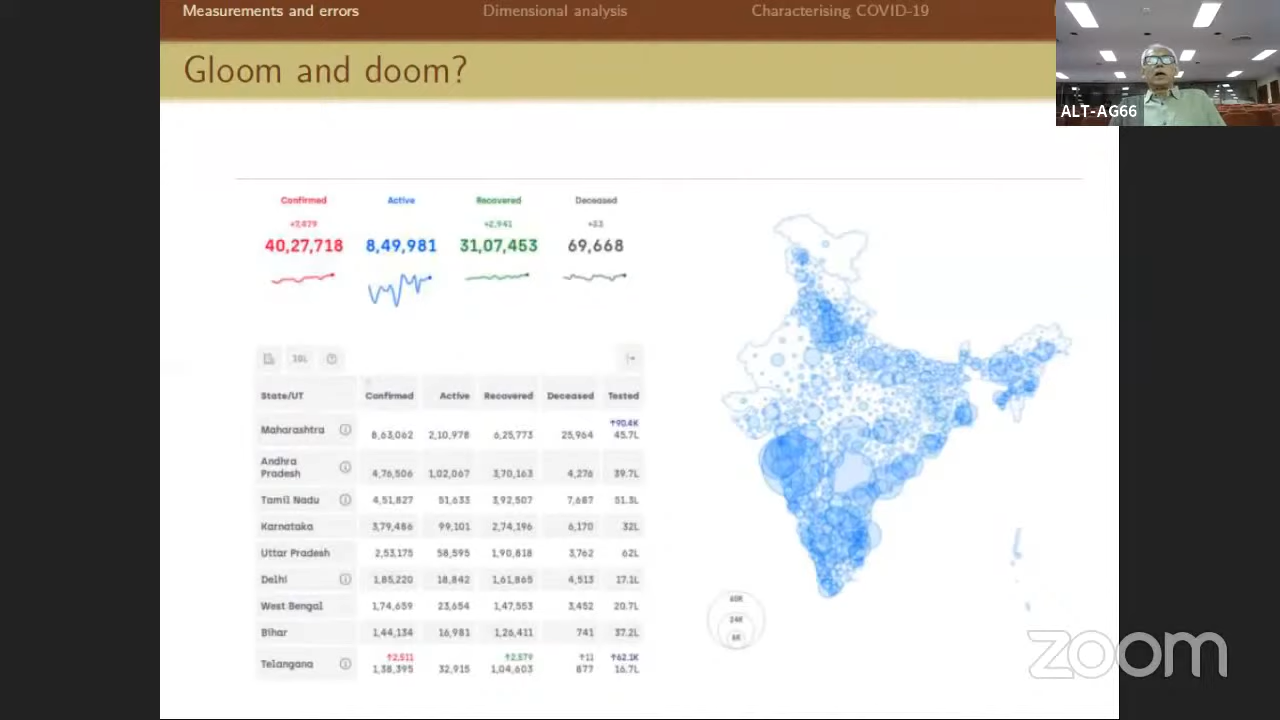 Measurements and errors Dimensional analysis Characterising COVID-19
Gloom and doom?
ALT-AG66
Confirmed Active Recovered Deceased
+2,941 +33
40,27,718 8,49,981 31,07,453 69,668
10L
State/UT Confirmed Active Recovered Deceased Tested
↑90.4K
Maharashtra 8,63,062 2,10,978 6,25,773 25,964 45.7L
Andhra
Pradesh 4,76,506 1,02,067 3,70,163 4,276 39.7L
Tamil Nadu 4,51,827 51,633 3,92,507 7,687 51.3L
Karnataka 3,79,486 99,101 2,74,196 6,170 32L
Uttar Pradesh 2,53,175 58,595 1,90,818 3,762 62L
Delhi 1,85,220 18,842 1,61,865 4,513 17.1L
West Bengal 1,74,659 23,654 1,47,553 3,452 20.7L
Bihar 1,44,134 16,981 1,26,411 741 37.2L
↑2,511 ↑2,579 ↑11 ↑62.1K
Telangana 1,38,395 32,915 1,04,603 877 16.7L
24K
6K
zoom